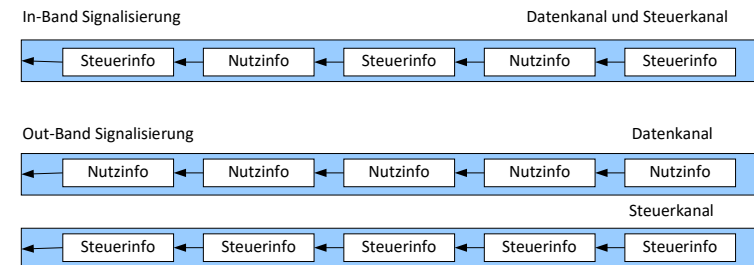 In-Band Signalisierung Datenkanal und Steuerkanal
Steuerinfo Nutzinfo Steuerinfo Nutzinfo Steuerinfo
Out-Band Signalisierung Datenkanal
Nutzinfo Nutzinfo Nutzinfo Nutzinfo Nutzinfo
Steuerkanal
Steuerinfo Steuerinfo Steuerinfo Steuerinfo Steuerinfo